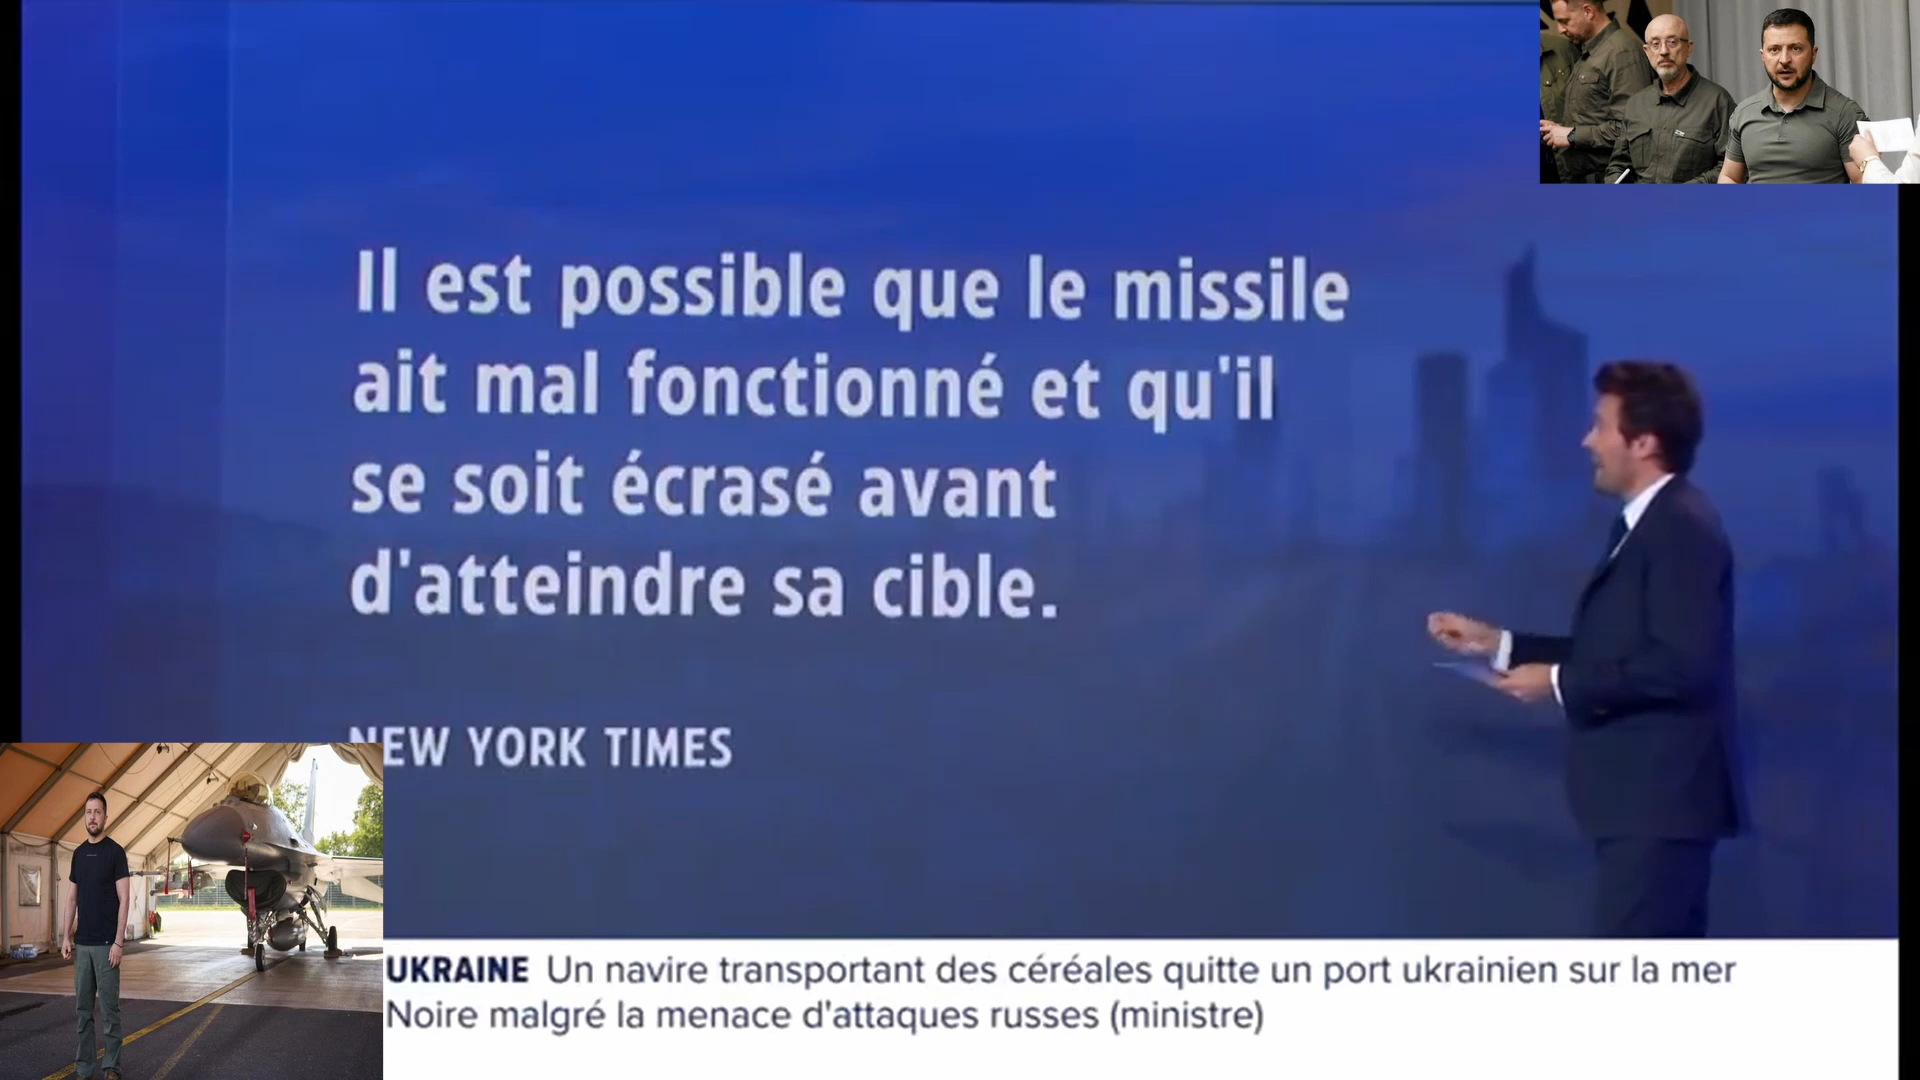 Il est possible que le missile
ait mal fonctionné et qu'il
se soit écrasé avant
d'atteindre sa cible.
NEW YORK TIMES
UKRAINE Un navire transportant des céréales quitte un port ukrainien sur la mer
Noire malgré la menace d'attaques russes (ministre)